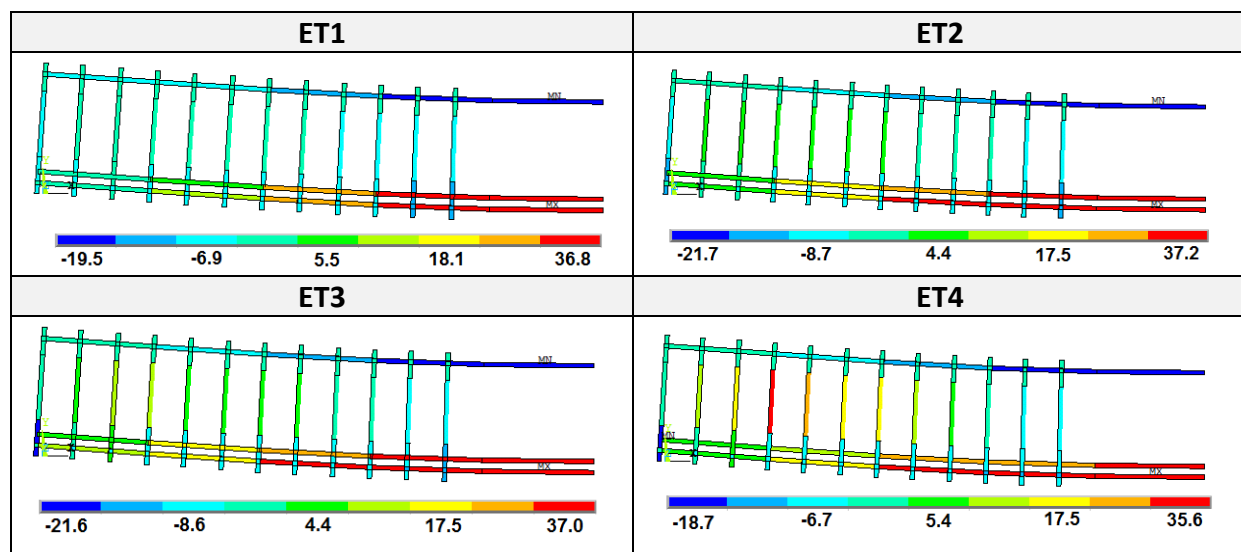 ET1
ET2
MN
Y
X
MX
-19.5 -6.9 5.5 18.1 36.8
MN
Y
MX
-21.7 -8.7 4.4 17.5 37.2
ET3
ET4
MN
Y
MX
-21.6 -8.6 4.4 17.5 37.0
MN
MX
-18.7 -6.7 5.4 17.5 35.6